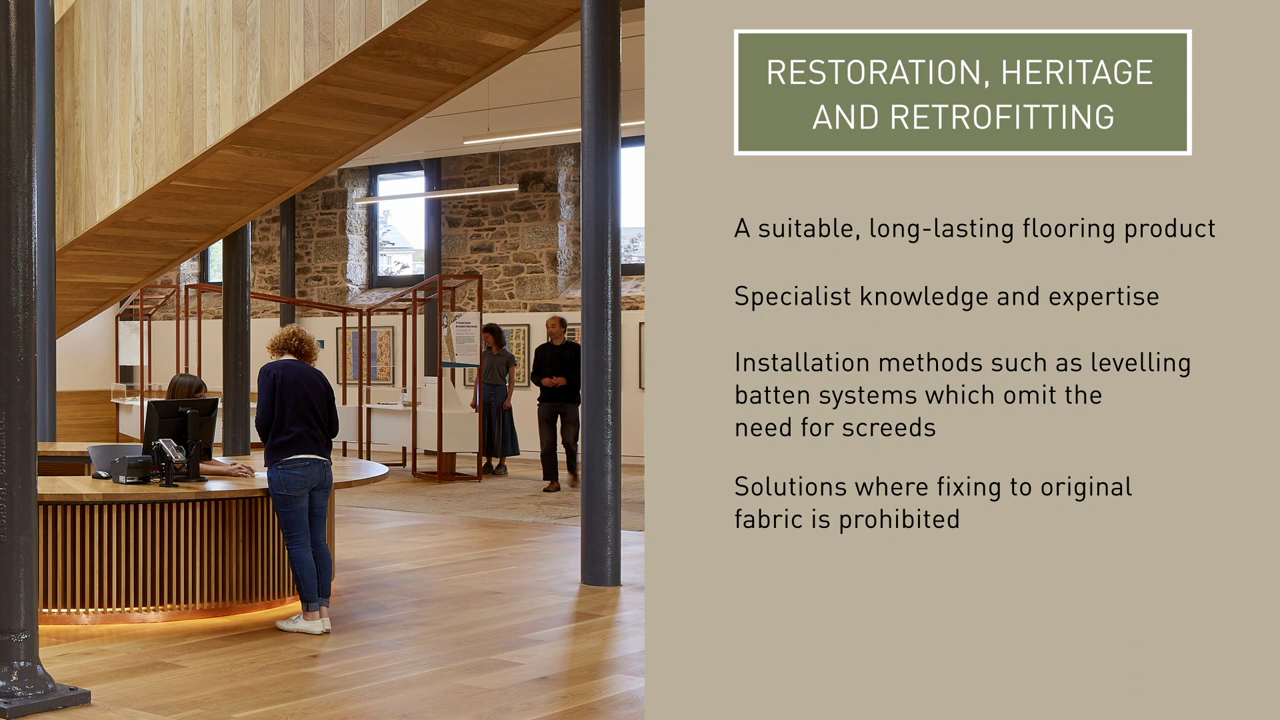 RESTORATION, HERITAGE
AND RETROFITTING
A suitable, long-lasting flooring product
Specialist knowledge and expertise
Installation methods such as levelling
batten systems which omit the
need for screeds
Solutions where fixing to original
fabric is prohibited